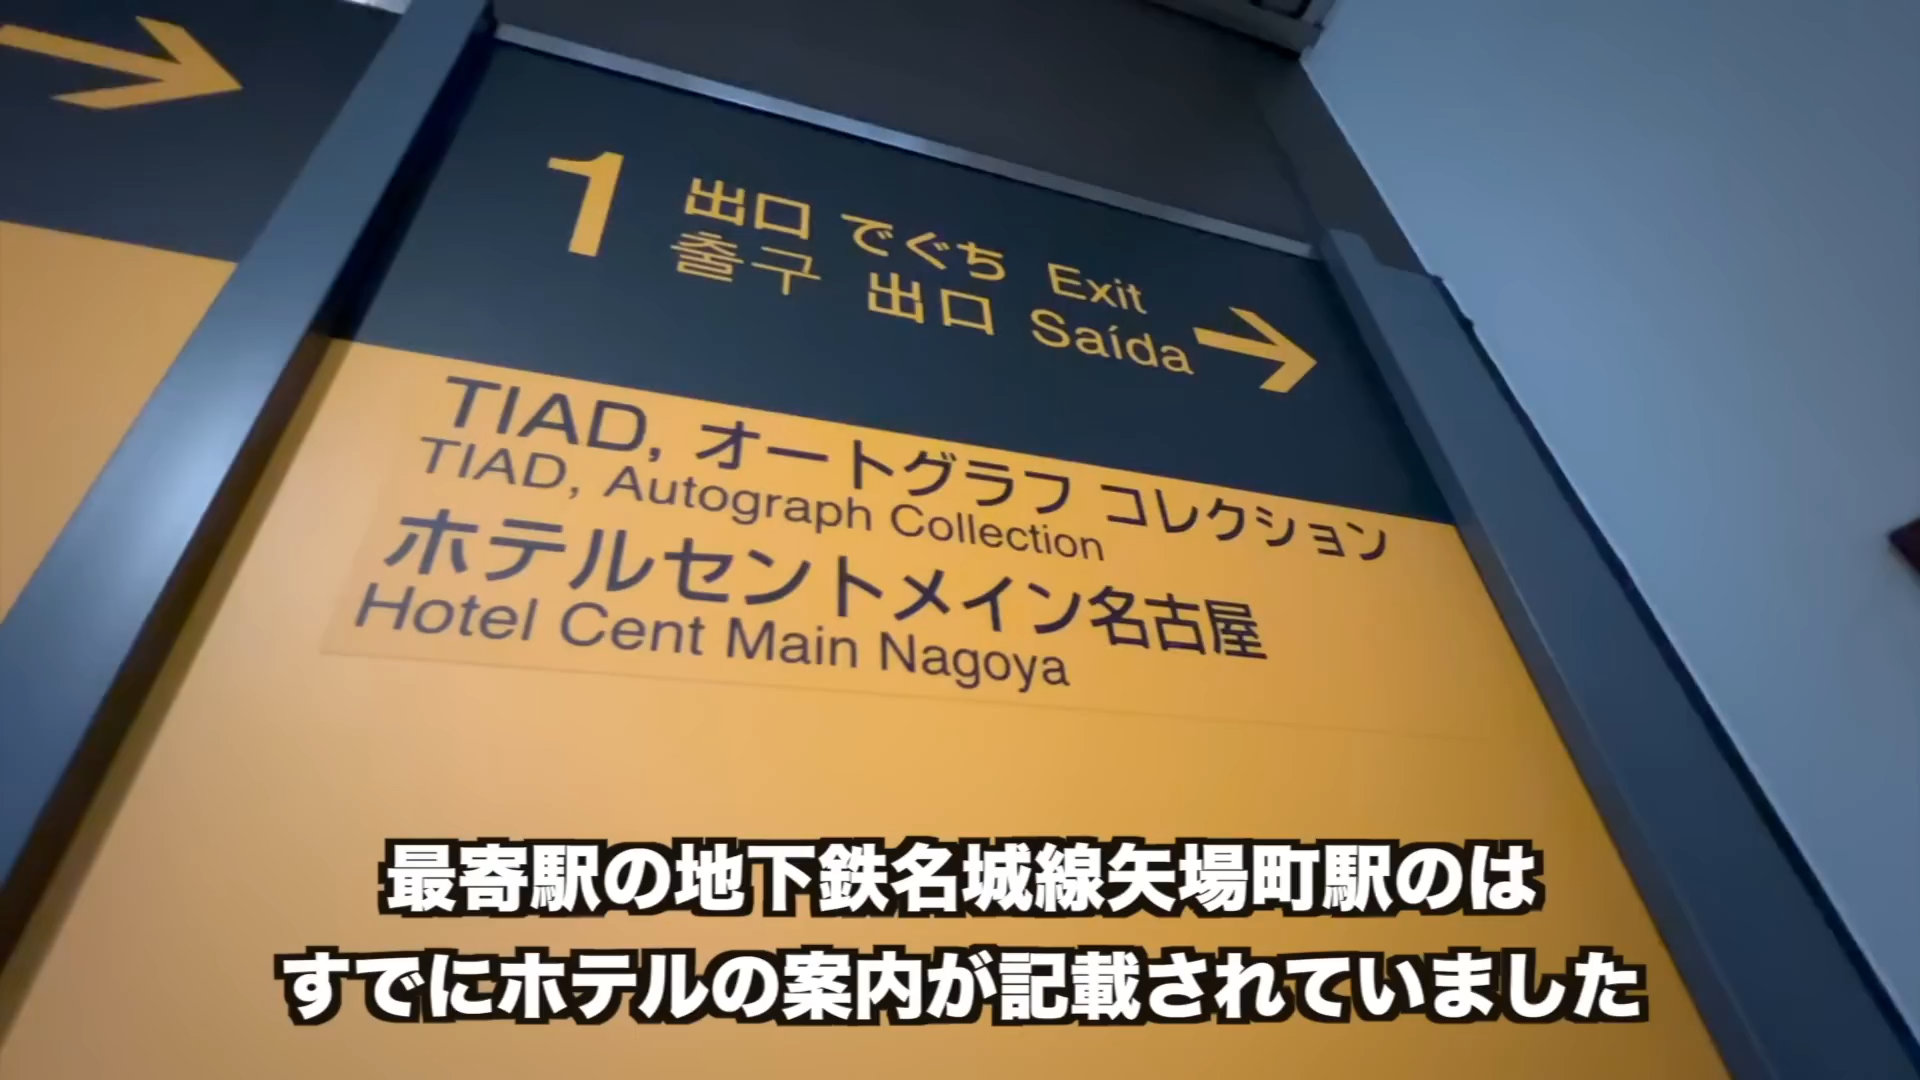 1 出口 でぐち Exit
출구 出口 Saída
TIAD, オートグラフ コレクション
TIAD, Autograph Collection
ホテルセントメイン名古屋
Hotel Cent Main Nagoya
最寄駅の地下鉄名城線矢場町駅のは
すでにホテルの案内が記載されていました